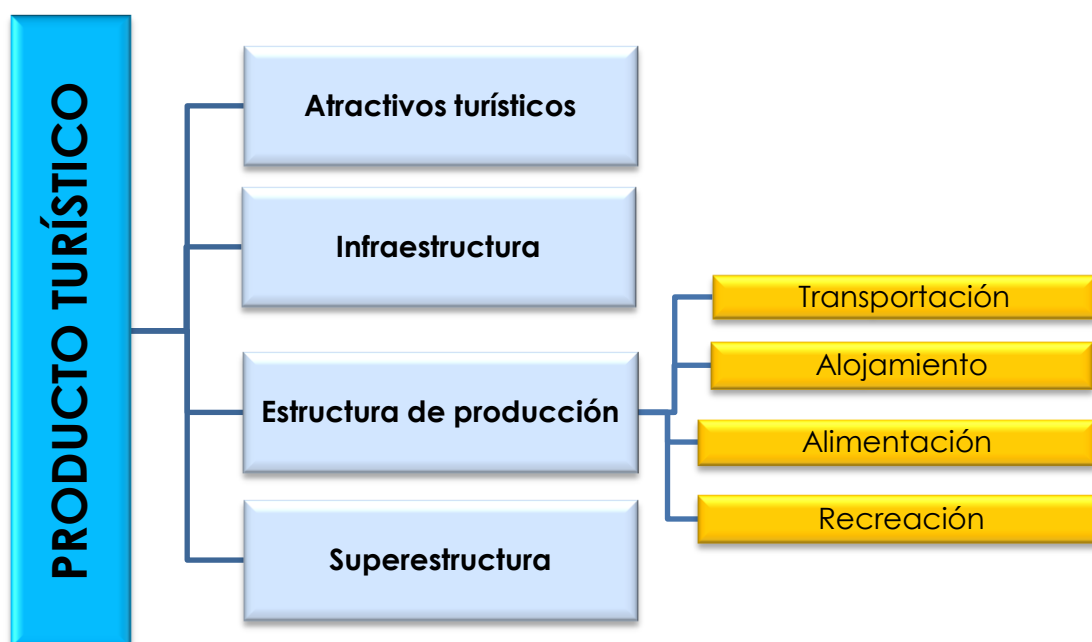 PRODUCTO TURÍSTICO
Atractivos turísticos
Infraestructura
Estructura de producción
Transportación
Alojamiento
Alimentación
Recreación
Superestructura